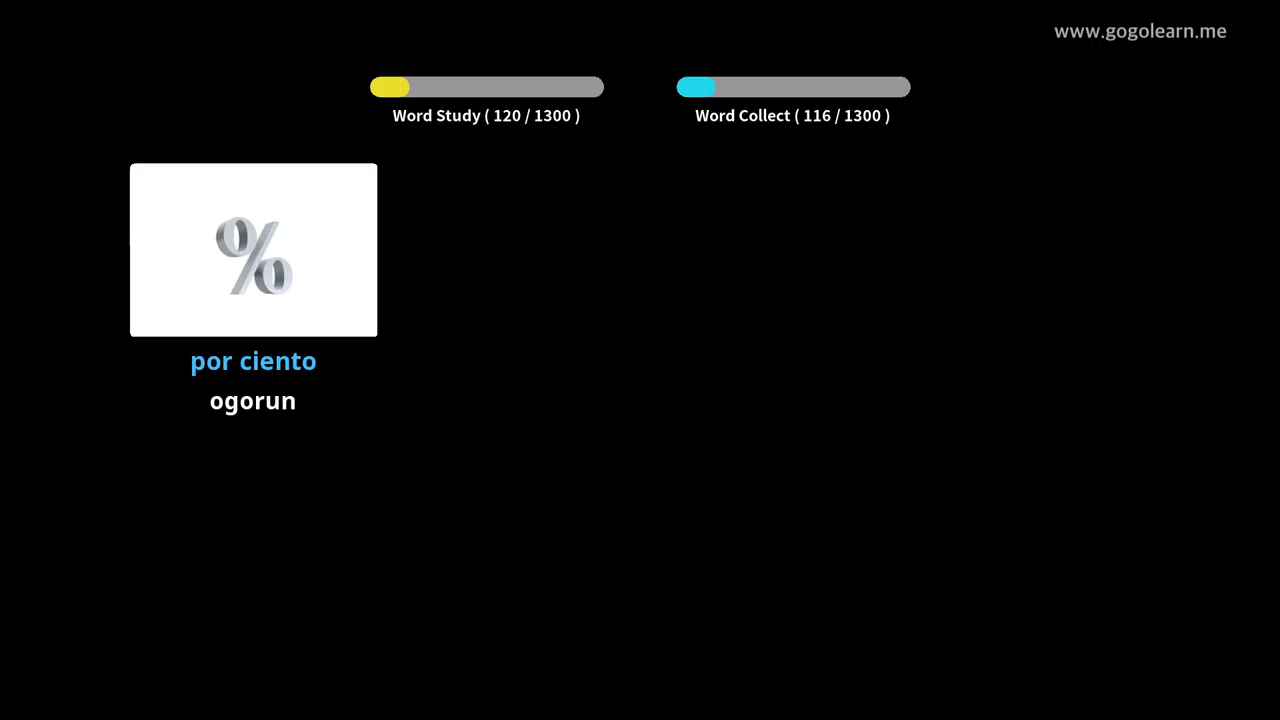 www.gogolearn.me
Word Study ( 120 / 1300 )
Word Collect ( 116 / 1300 )
%
por ciento
ogorun